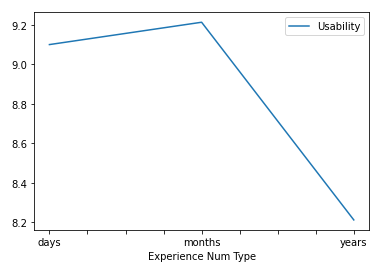 Usability
9.2
9.0
8.8
8.6
8.4
8.2
days months years
Experience Num Type